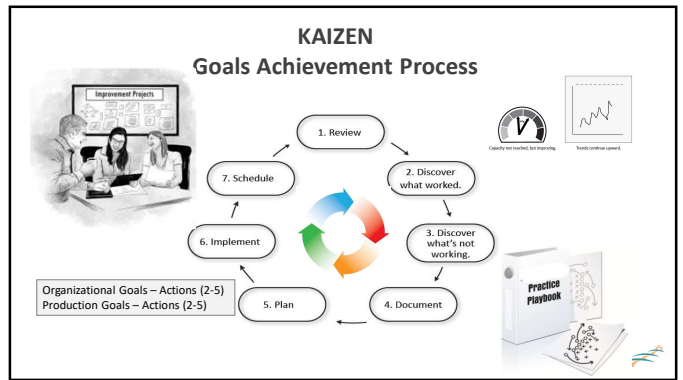 KAIZEN
Goals Achievement Process
Improvement Projects
1. Review
2. Discover
what worked.
3. Discover
what's not
working.
4. Document
5. Plan
6. Implement
7. Schedule
Capacity not reached, but improving.
Trends continue upward.
Organizational Goals – Actions (2-5)
Production Goals – Actions (2-5)
Practice
Playbook